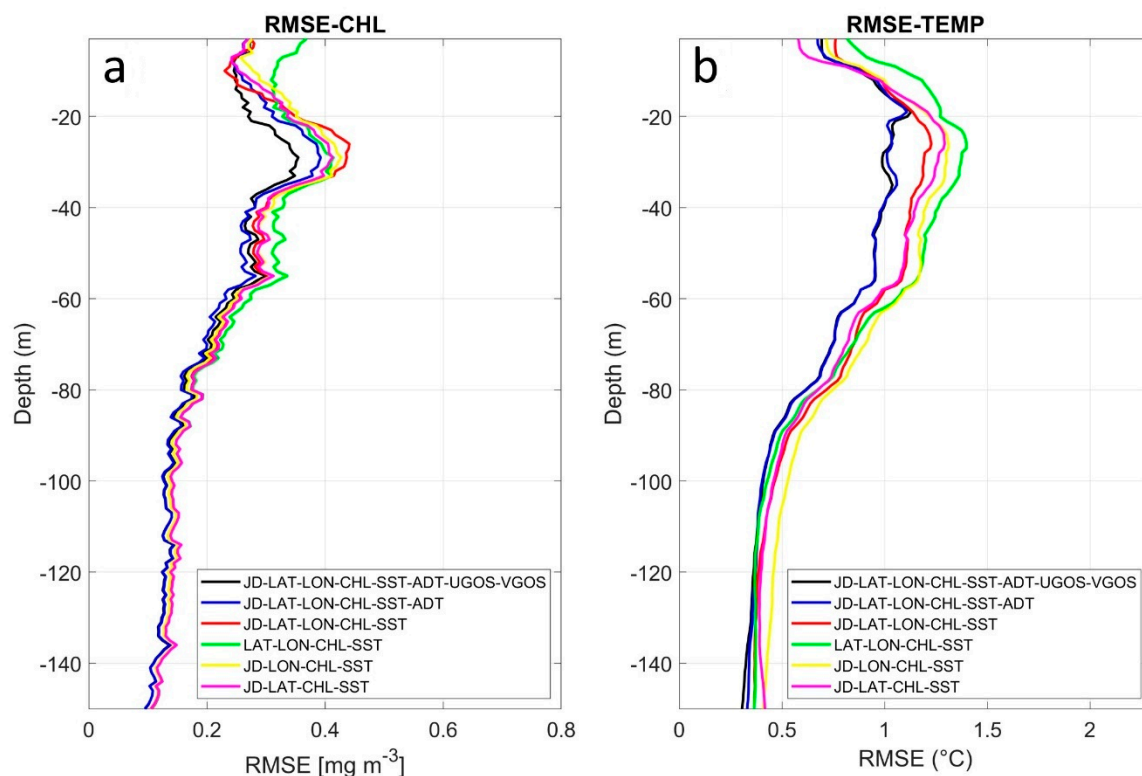 RMSE-CHL
a
Depth (m)
-20
-40
-60
-80
-100
-120
-140
JD-LAT-LON-CHL-SST-ADT-UGOS-VGOS
JD-LAT-LON-CHL-SST-ADT
JD-LAT-LON-CHL-SST
LAT-LON-CHL-SST
JD-LON-CHL-SST
JD-LAT-CHL-SST
0 0.2 0.4 0.6 0.8
RMSE [mg m-3]
RMSE-TEMP
b
Depth (m)
-20
-40
-60
-80
-100
-120
-140
JD-LAT-LON-CHL-SST-ADT-UGOS-VGOS
JD-LAT-LON-CHL-SST-ADT
JD-LAT-LON-CHL-SST
LAT-LON-CHL-SST
JD-LON-CHL-SST
JD-LAT-CHL-SST
0 0.5 1 1.5 2
RMSE (°C)